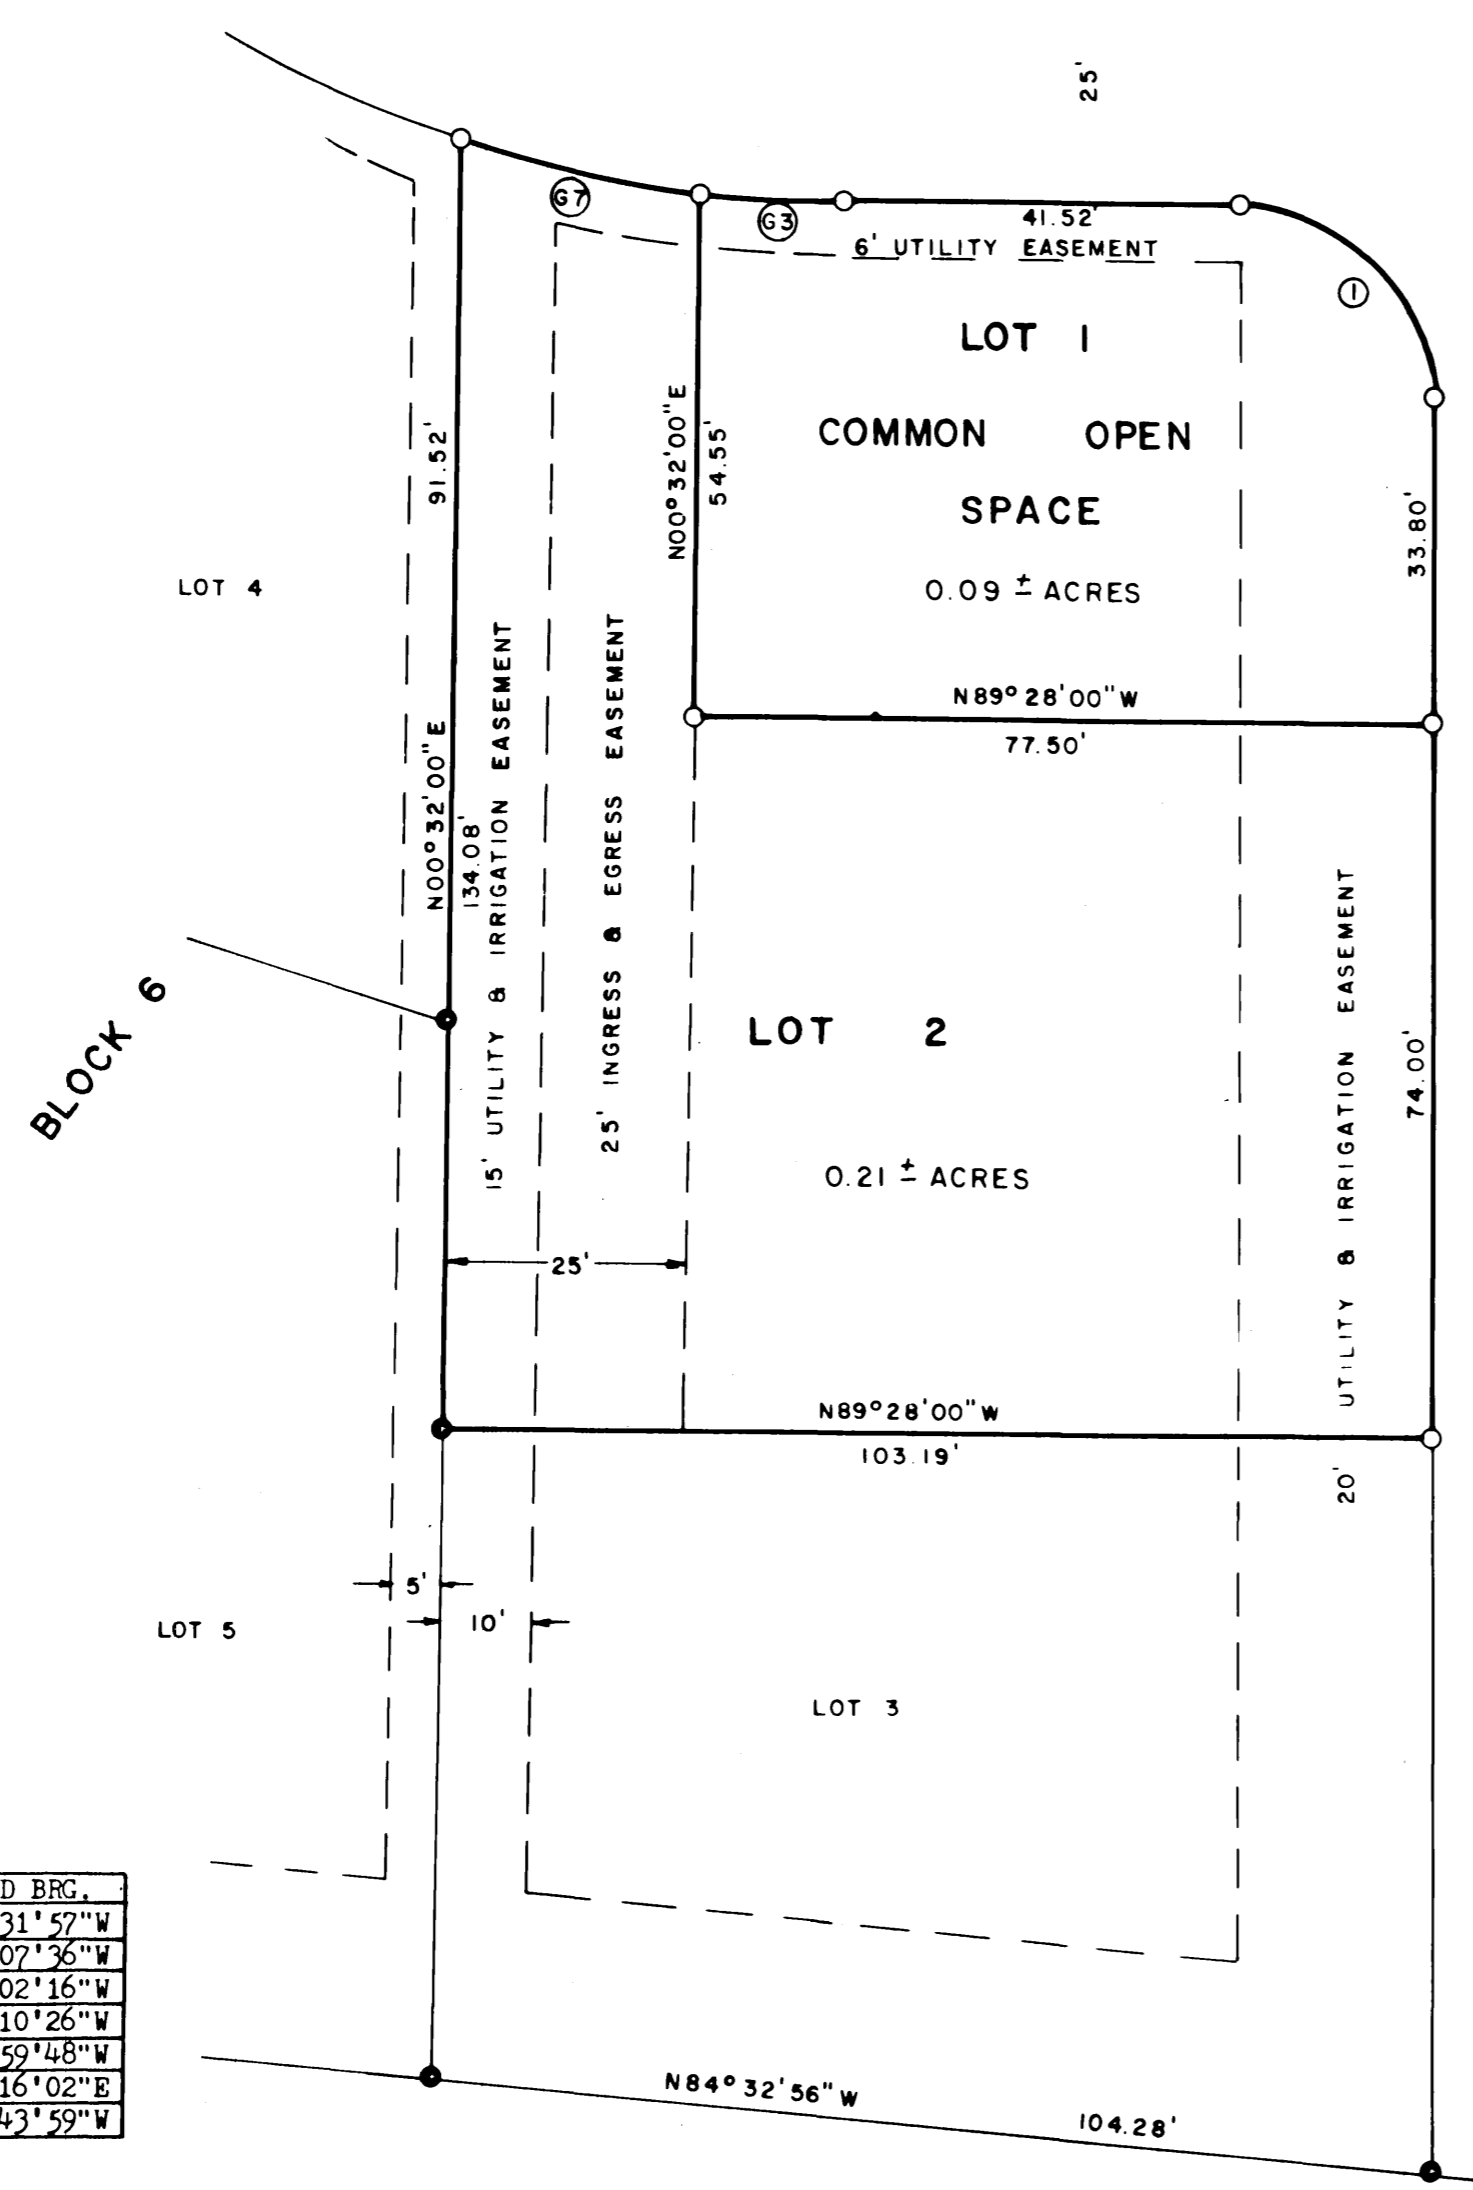 25'
G7
G3
41.52'
6' UTILITY EASEMENT
1
LOT 1
COMMON OPEN
SPACE
0.09 ± ACRES
N00°32'00"E
54.55'
91.52'
33.80'
LOT 4
N89°28'00"W
77.50'
N00°32'00"E
134.08'
15' UTILITY & IRRIGATION EASEMENT
25' INGRESS & EGRESS EASEMENT
BLOCK 6
LOT 2
0.21 ± ACRES
UTILITY & IRRIGATION EASEMENT
20'
74.00'
25'
N89°28'00"W
103.19'
5'
10'
LOT 5
LOT 3
D BRG.
31'57"W
07'36"W
02'16"W
10'26"W
59'48"W
16'02"E
43'59"W
N84°32'56"W
104.28'